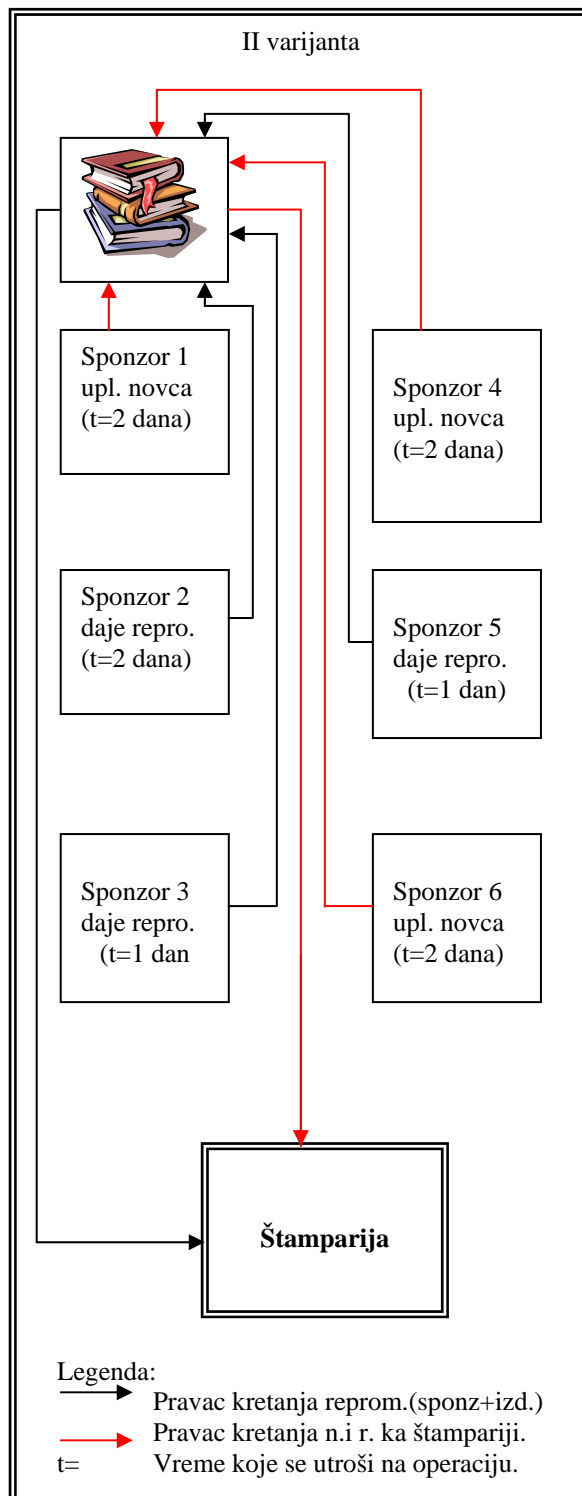 II varijanta
Sponzor 1
upl. novca
(t=2 dana)
Sponzor 4
upl. novca
(t=2 dana)
Sponzor 2
daje repro.
(t=2 dana)
Sponzor 5
daje repro.
(t=1 dan)
Sponzor 3
daje repro.
(t=1 dan
Sponzor 6
upl. novca
(t=2 dana)
Štamparija
Legenda:
Pravac kretanja reprom.(sponz+izd.)
Pravac kretanja n.i r. ka štampariji.
t= Vreme koje se utroši na operaciju.